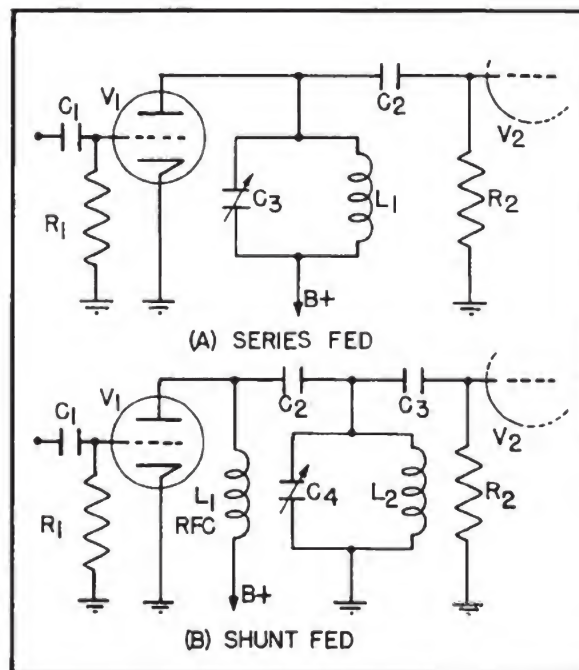 V1
C1
C2
V2
C3
L1
R1
R2
B+
(A) SERIES FED
V1
C1
C2
C3
V2
L1
RFC
C4
L2
R1
R2
B+
(B) SHUNT FED